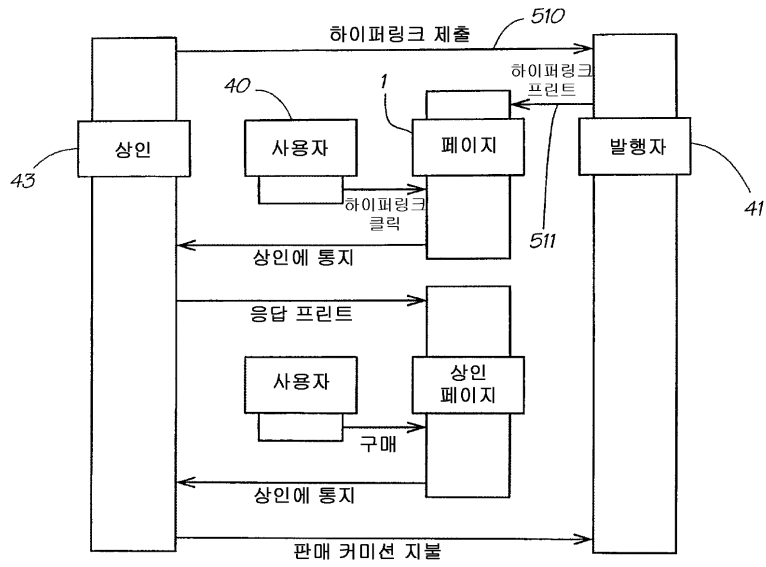 하이퍼링크 제출
510
하이퍼링크
프린트
40
1
상인
사용자
페이지
발행자
43
41
하이퍼링크
클릭
511
상인에 통지
응답 프린트
사용자
상인
페이지
구매
상인에 통지
판매 커미션 지불